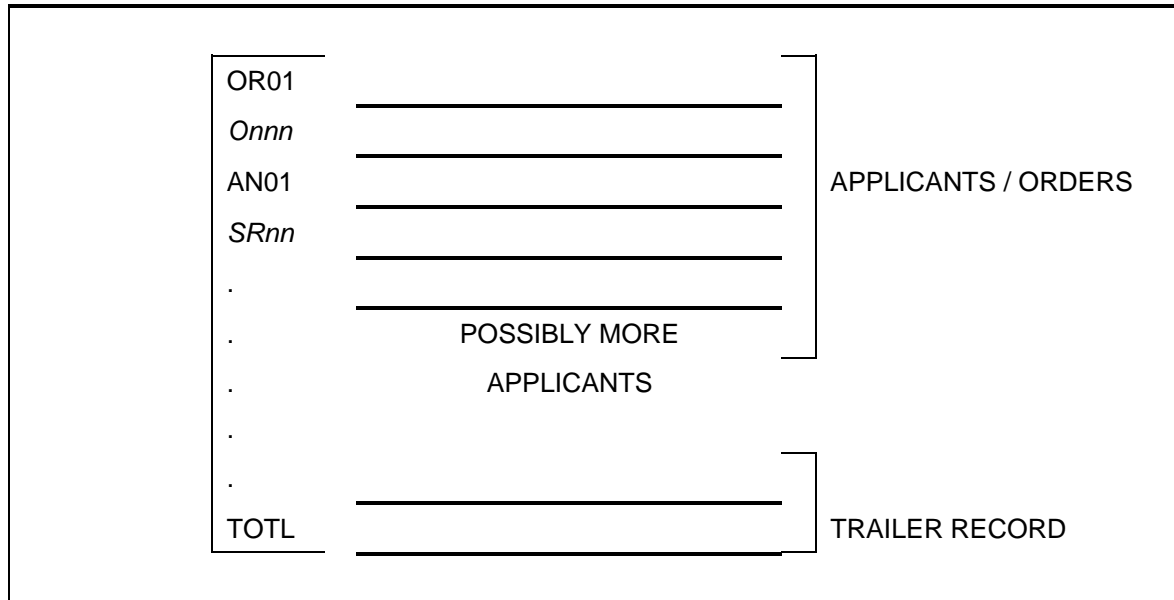 OR01
Onnn
AN01 APPLICANTS / ORDERS
SRnn
.
. POSSIBLY MORE
. APPLICANTS
.
.
TOTL TRAILER RECORD